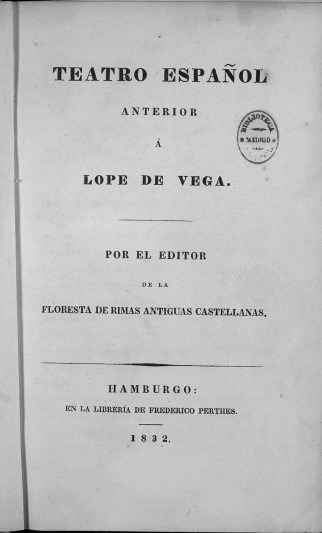 TEATRO ESPAÑOL
ANTERIOR
Á
LOPE DE VEGA.
BIBLIOTECA
MADRID
POR EL EDITOR
DE LA
FLORESTA DE RIMAS ANTIGUAS CASTELLANAS.
HAMBURGO:
EN LA LIBRERÍA DE FREDERICO PERTHES.
1832.